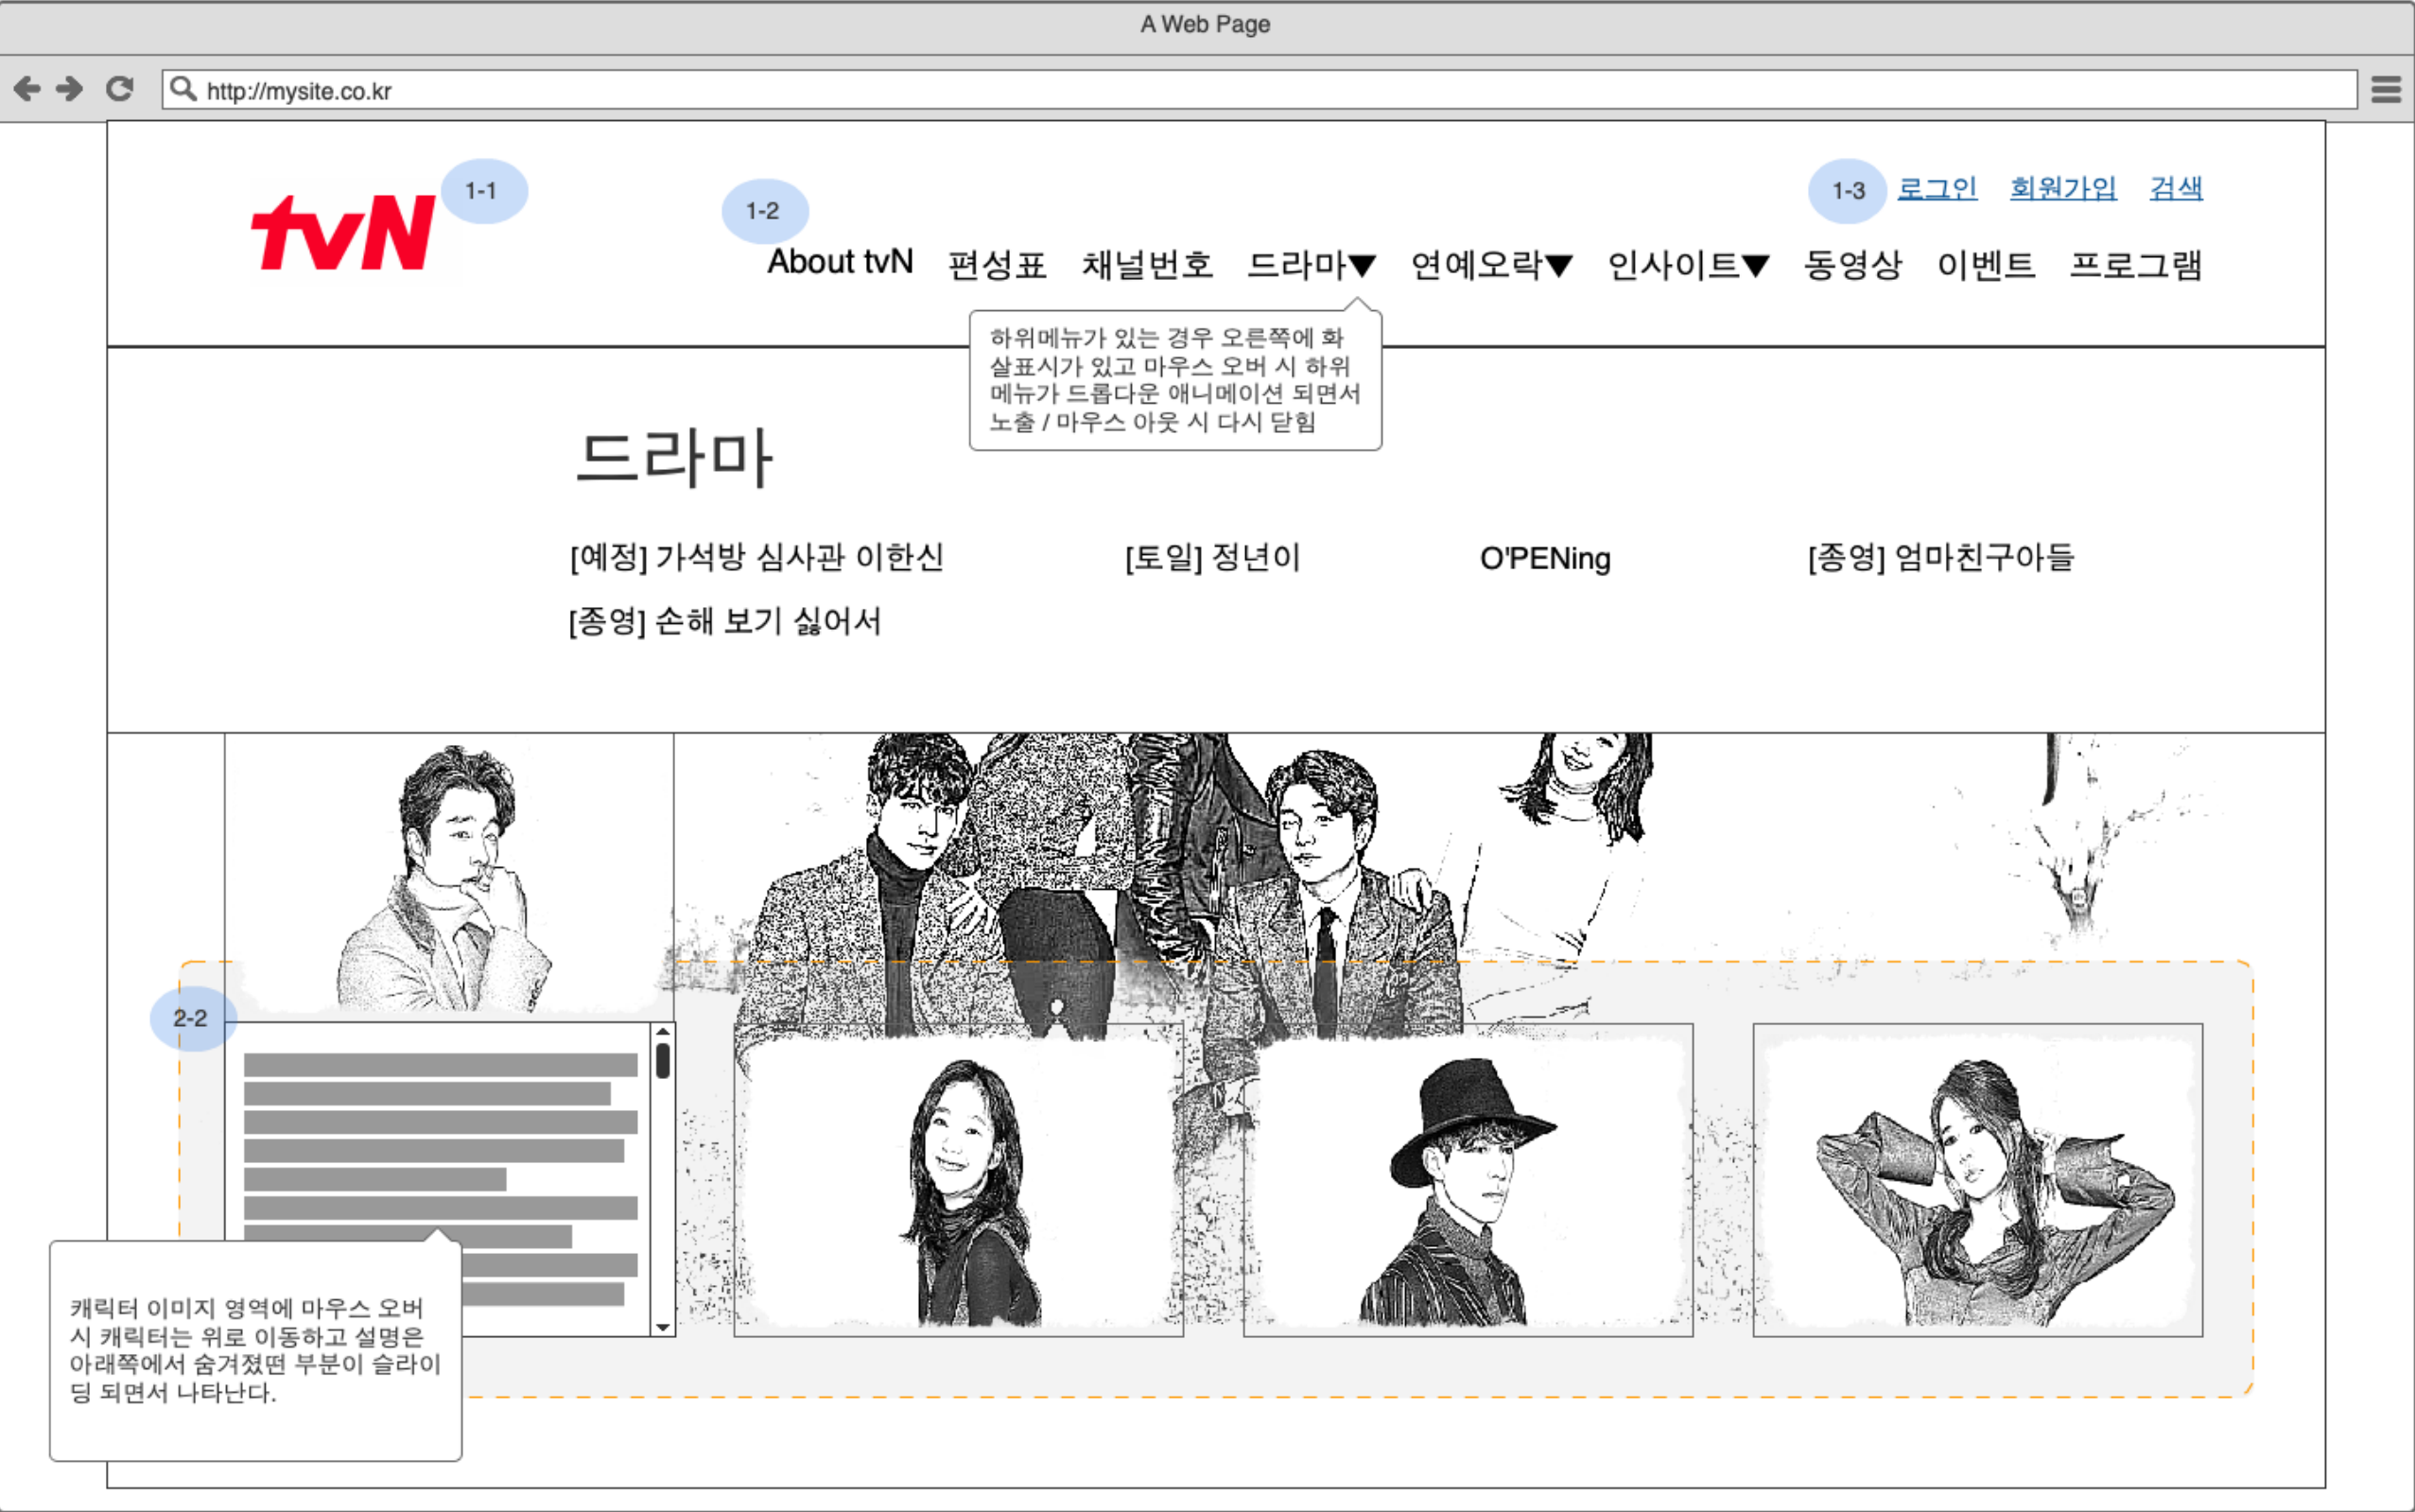 A Web Page
http://mysite.co.kr
tvN
1-1
1-2
1-3
로그인 회원가입 검색
About tvN 편성표 채널번호 드라마▼ 연예오락▼ 인사이트▼ 동영상 이벤트 프로그램
하위메뉴가 있는 경우 오른쪽에 화
살표시가 있고 마우스 오버 시 하위
메뉴가 드롭다운 애니메이션 되면서
노출 / 마우스 아웃 시 다시 닫힘
드라마
[예정] 가석방 심사관 이한신 [토일] 정년이 O'PENing [종영] 엄마친구아들
[종영] 손해 보기 싫어서
2-2
캐릭터 이미지 영역에 마우스 오버
시 캐릭터는 위로 이동하고 설명은
아래쪽에서 숨겨졌떤 부분이 슬라이
딩 되면서 나타난다.